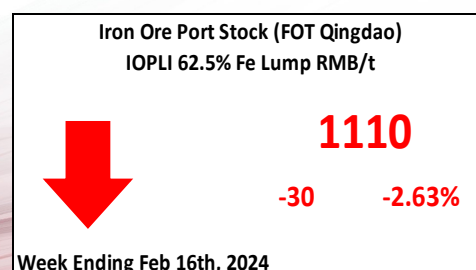 Iron Ore Port Stock (FOT Qingdao)
IOPLI 62.5% Fe Lump RMB/t
1110
-30 -2.63%
Week Ending Feb 16th, 2024